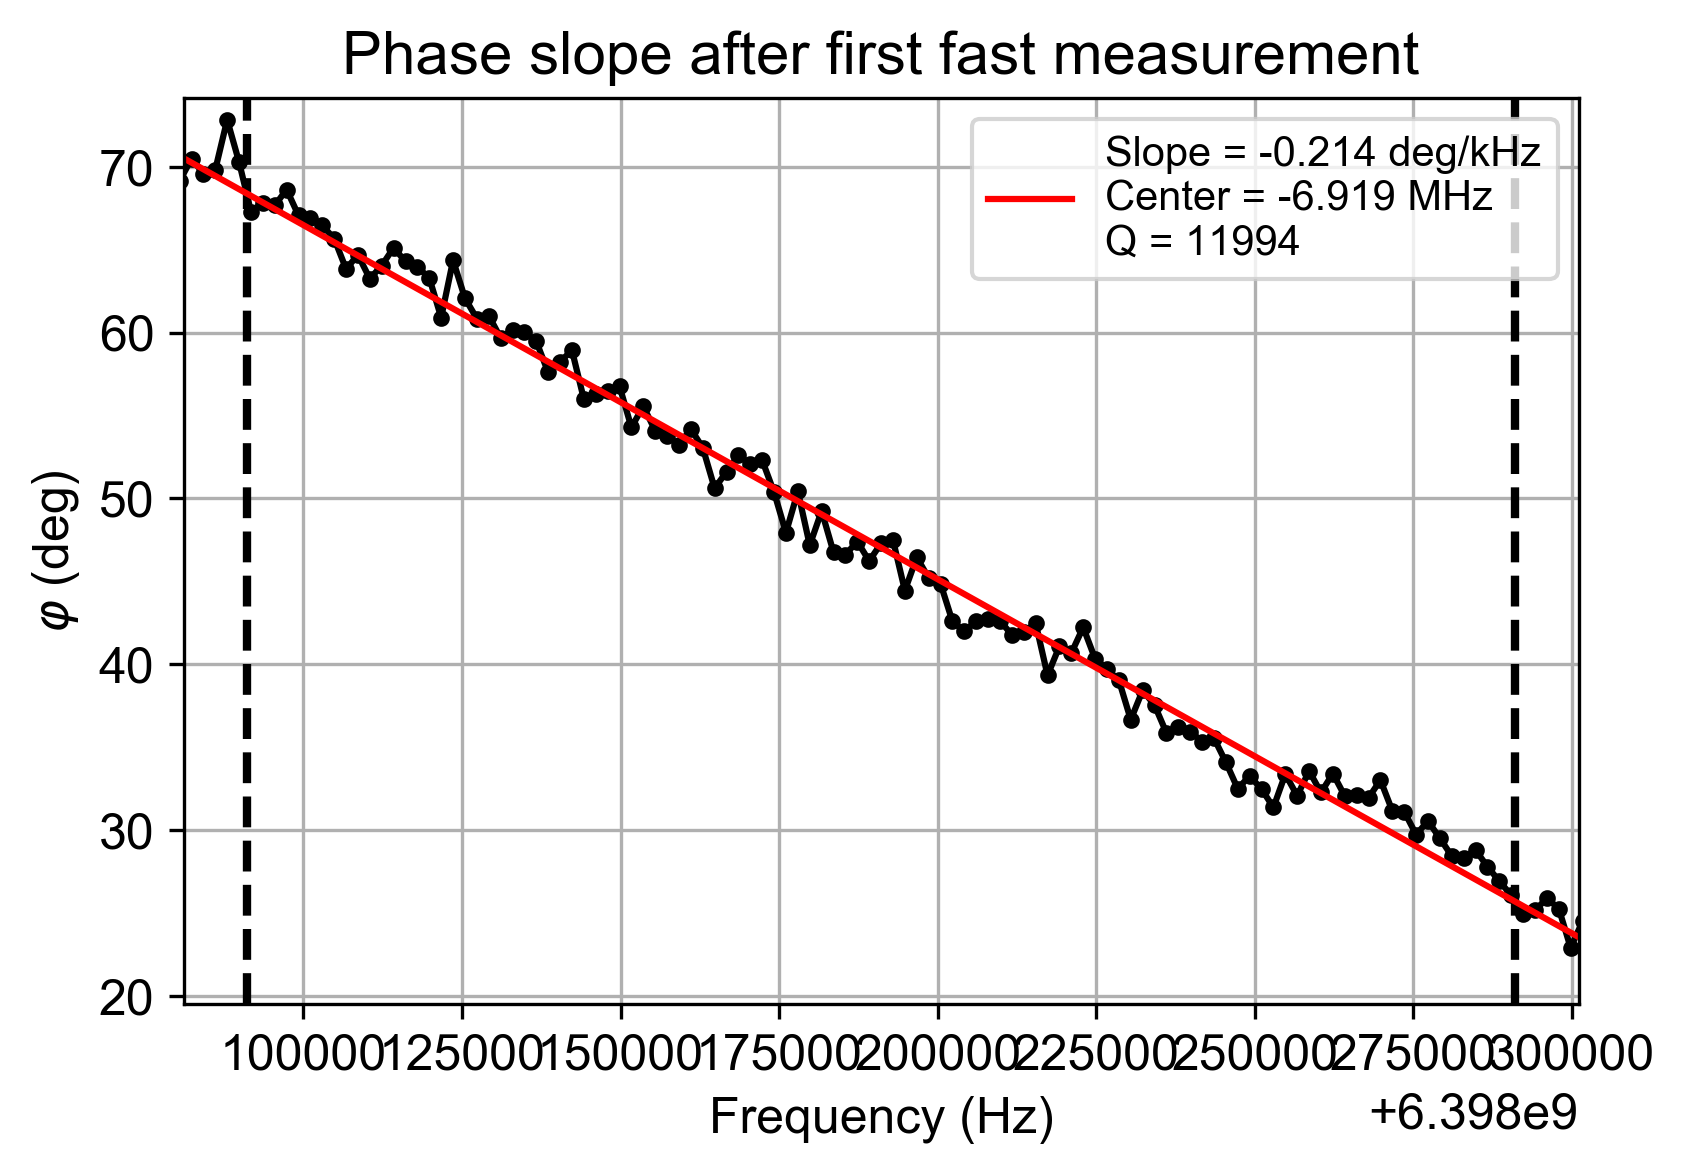 Phase slope after first fast measurement
Slope = -0.214 deg/kHz
Center = -6.919 MHz
Q = 11994
70
60
50
40
30
20
φ (deg)
100000 125000 150000 175000 200000 225000 250000 275000 300000
Frequency (Hz)
+6.398e9